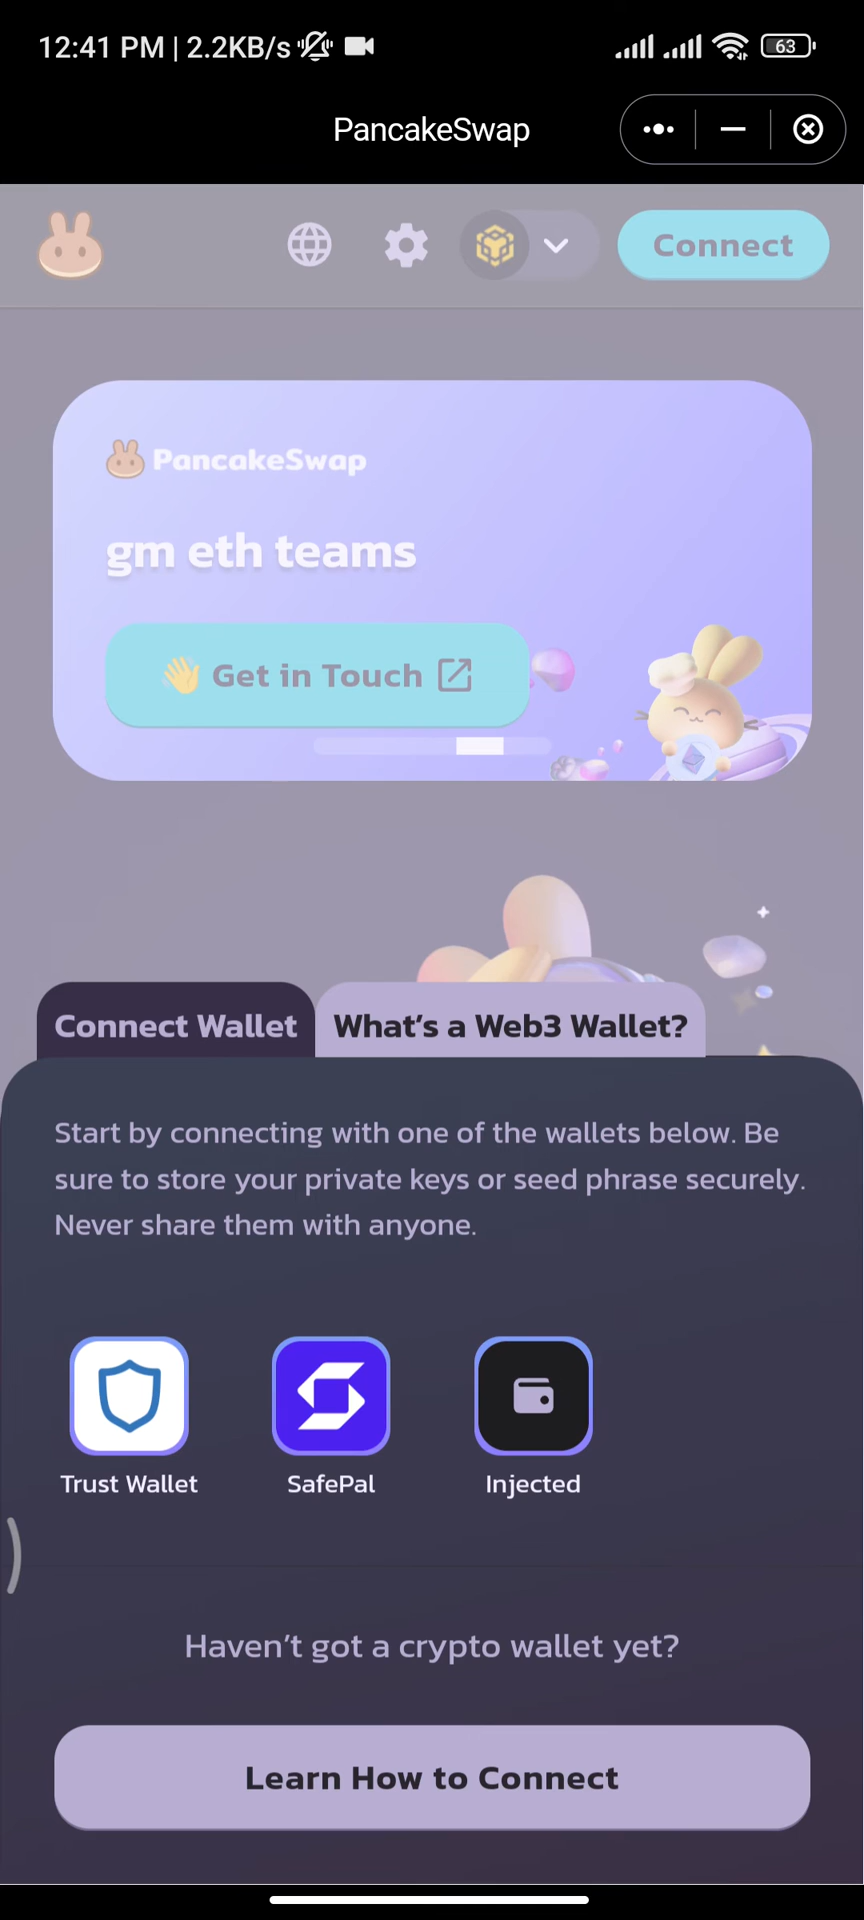 12:41 PM | 2.2KB/s
63
PancakeSwap
Connect
PancakeSwap
gm eth teams
👋 Get in Touch
Connect Wallet
What's a Web3 Wallet?
Start by connecting with one of the wallets below. Be
sure to store your private keys or seed phrase securely.
Never share them with anyone.
Trust Wallet
SafePal
Injected
Haven't got a crypto wallet yet?
Learn How to Connect